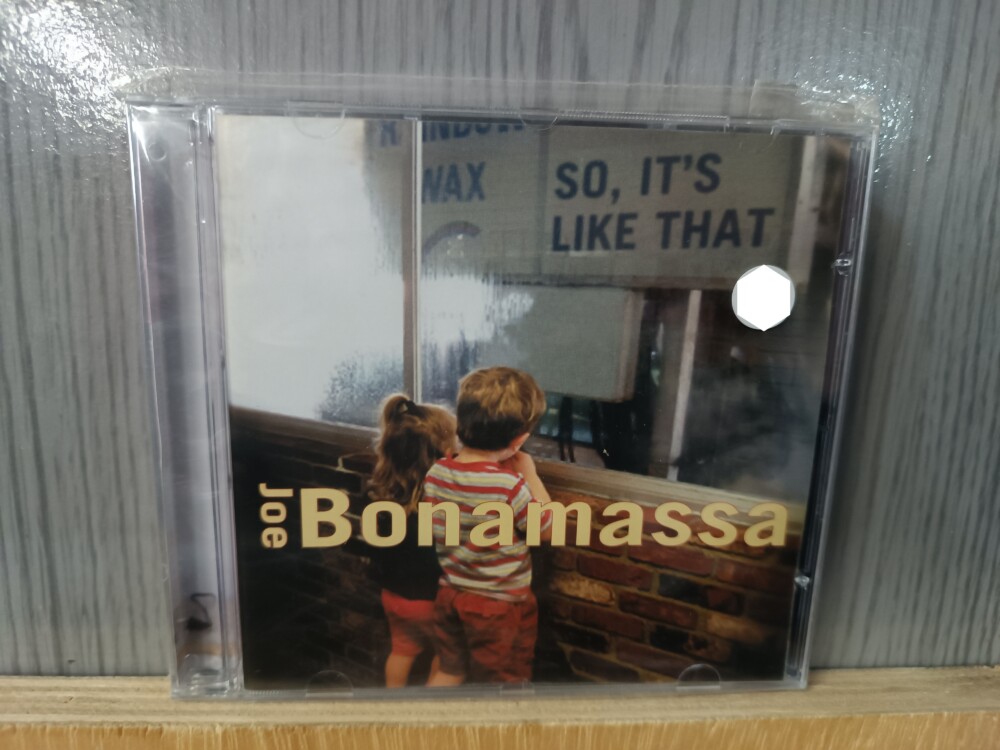 WAX
SO, IT'S
LIKE THAT
Joe
Bonamassa